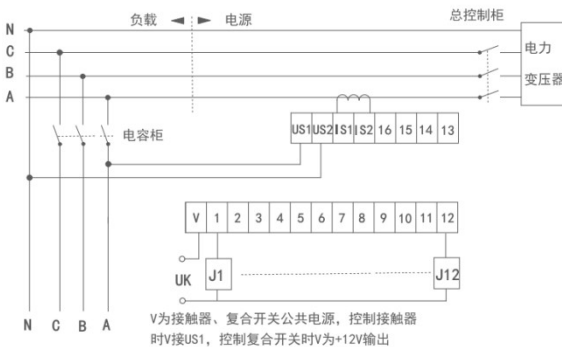 负载 电源 总控制柜
N
C
电力
B
变压器
A
电容柜
US1 US2 IS1 IS2 16 15 14 13
V 1 2 3 4 5 6 7 8 9 10 11 12
UK J1 J12
N C B A
V为接触器、复合开关公共电源，控制接触器
时V接US1，控制复合开关时V为+12V输出